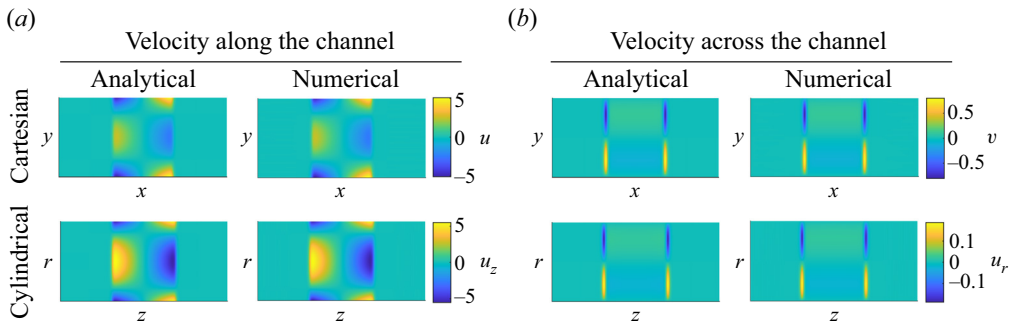 (a)
Velocity along the channel
Analytical Numerical
Cartesian
y
x
y
x
5
0
–5
u
Cylindrical
r
z
r
z
5
0
–5
u_z
(b)
Velocity across the channel
Analytical Numerical
y
x
y
x
0.5
0
–0.5
v
r
z
r
z
0.1
0
–0.1
u_r